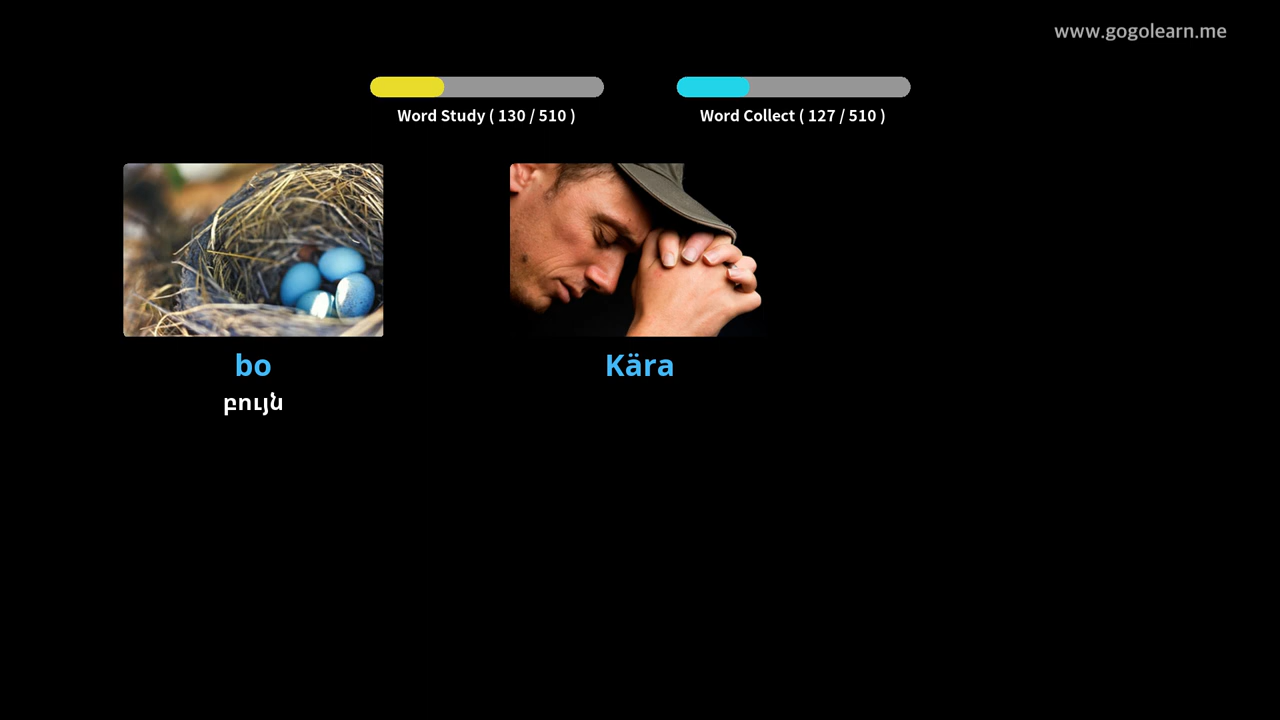 www.gogolearn.me
Word Study ( 130 / 510 )
Word Collect ( 127 / 510 )
bo
Kära
բույն